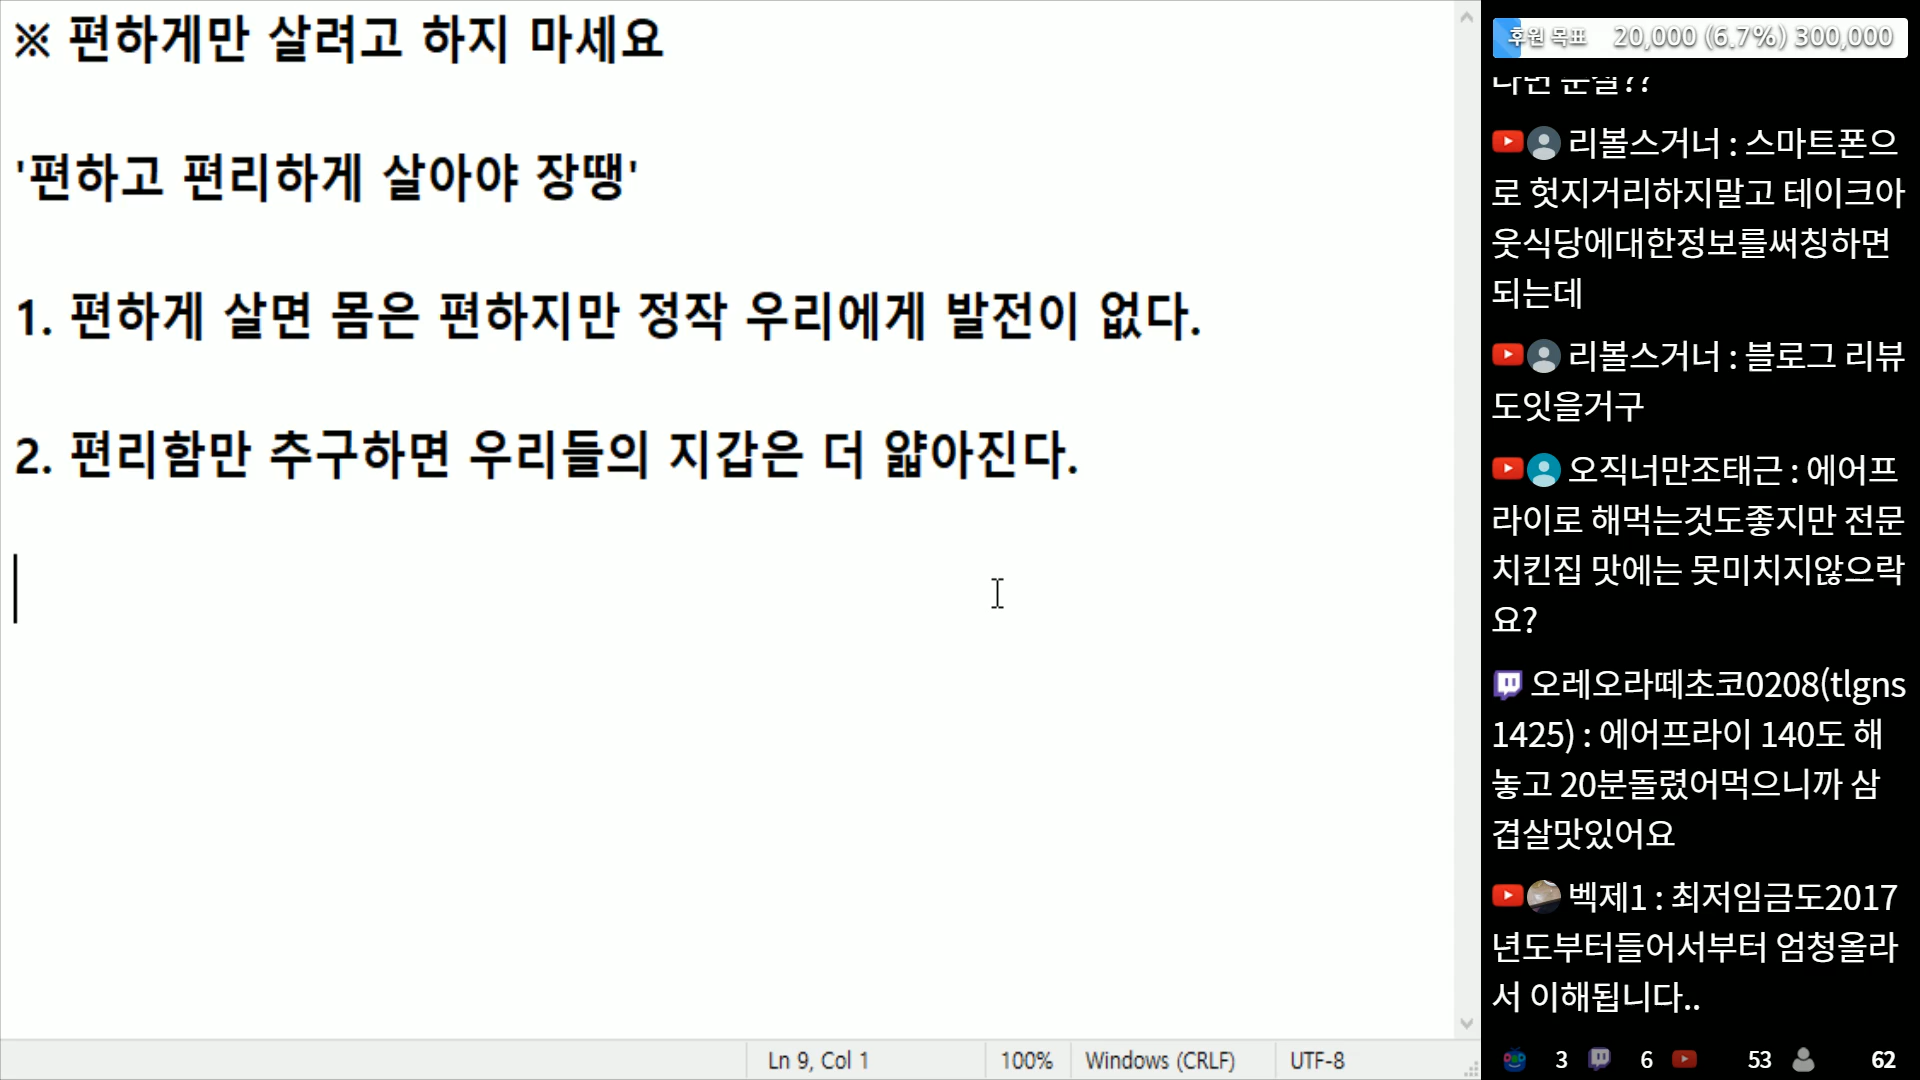 ※ 편하게만 살려고 하지 마세요
'편하고 편리하게 살아야 장땡'
1. 편하게 살면 몸은 편하지만 정작 우리에게 발전이 없다.
2. 편리함만 추구하면 우리들의 지갑은 더 얇아진다.
Ln 9, Col 1
100%
Windows (CRLF)
UTF-8
후원 목표 20,000 (6.7%) 300,000
리볼스거너 : 스마트폰으
로 헛지거리하지말고 테이크아
웃식당에대한정보를써칭하면
되는데
리볼스거너 : 블로그 리뷰
도잇을거구
오직너만조태근 : 에어프
라이로 해먹는것도좋지만 전문
치킨집 맛에는 못미치지않으락
요?
오레오라떼초코0208(tlgns
1425) : 에어프라이 140도 해
놓고 20분돌렸어먹으니까 삼
겹살맛있어요
벡제1 : 최저임금도2017
년도부터들어서부터 엄청올라
서 이해됩니다..
3 6 53 62